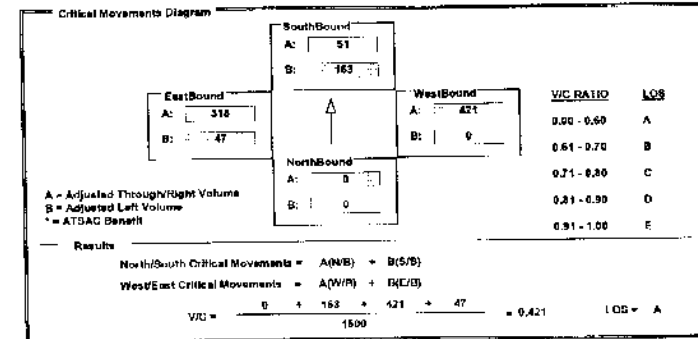 Critical Movements Diagram
SouthBound
A: 51
B: 163
EastBound
A: 318
B: 47
WestBound
A: 421
B: 0
NorthBound
A: 0
B: 0
V/C RATIO LOS
0.00 - 0.60 A
0.61 - 0.70 B
0.71 - 0.80 C
0.81 - 0.90 D
0.91 - 1.00 E
A = Adjusted Through/Right Volume
B = Adjusted Left Volume
* = ATSAC Benefit
Results
North/South Critical Movements = A(N/B) + B(S/B)
West/East Critical Movements = A(W/B) + B(E/B)
V/C = 0 + 163 + 421 + 47 = 0.421 LOS = A
1500